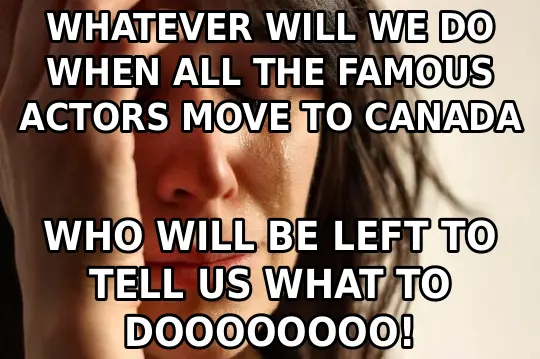 WHATEVER WILL WE DO
WHEN ALL THE FAMOUS
ACTORS MOVE TO CANADA
WHO WILL BE LEFT TO
TELL US WHAT TO
DOOOOOOOO!